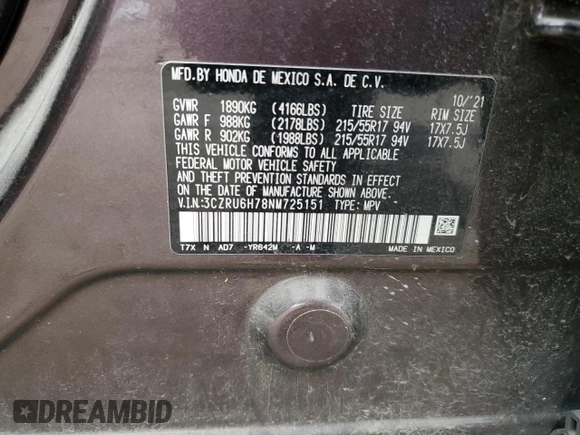 MFD.BY HONDA DE MEXICO S.A. DE C.V.
10/'21
GVWR 1890KG (4166LBS) TIRE SIZE RIM SIZE
GAWR F 988KG (2178LBS) 215/55R17 94V 17X7.5J
GAWR R 902KG (1988LBS) 215/55R17 94V 17X7.5J
THIS VEHICLE CONFORMS TO ALL APPLICABLE
FEDERAL MOTOR VEHICLE SAFETY
AND THEFT PREVENTION STANDARDS IN EFFECT
ON THE DATE OF MANUFACTURE SHOWN ABOVE.
V.I.N:3CZRU6H78NM725151 TYPE: MPV
T7X N AD7 -YR642M -A -M MADE IN MEXICO
DREAMBID